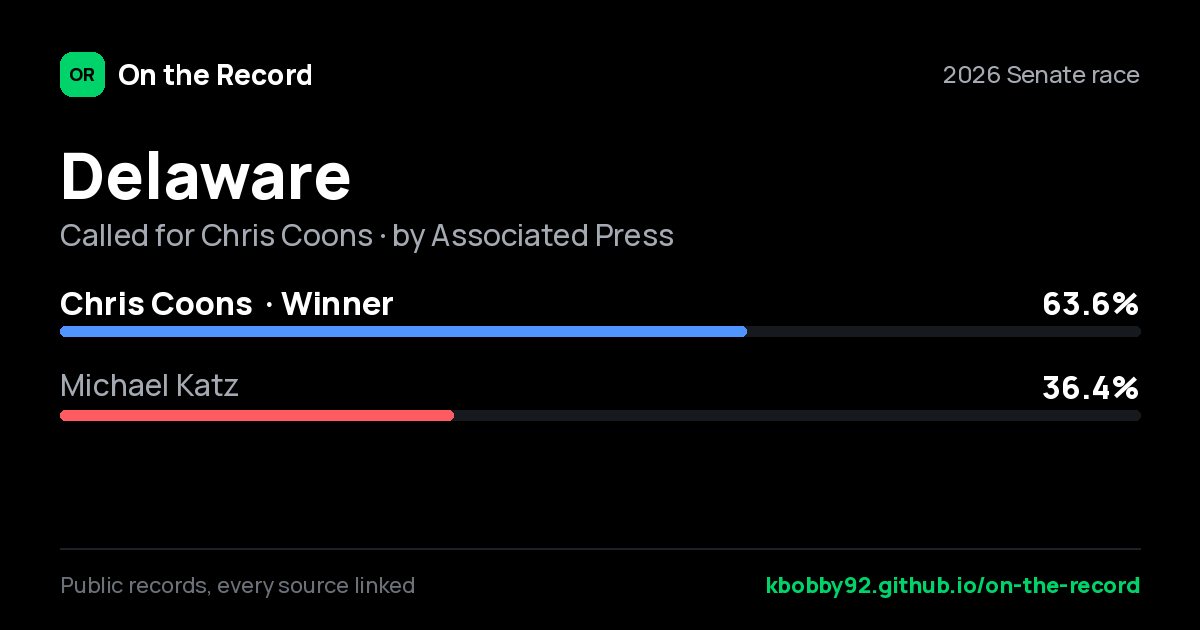 OR On the Record
2026 Senate race
Delaware
Called for Chris Coons · by Associated Press
Chris Coons · Winner
63.6%
Michael Katz
36.4%
Public records, every source linked
kbobby92.github.io/on-the-record